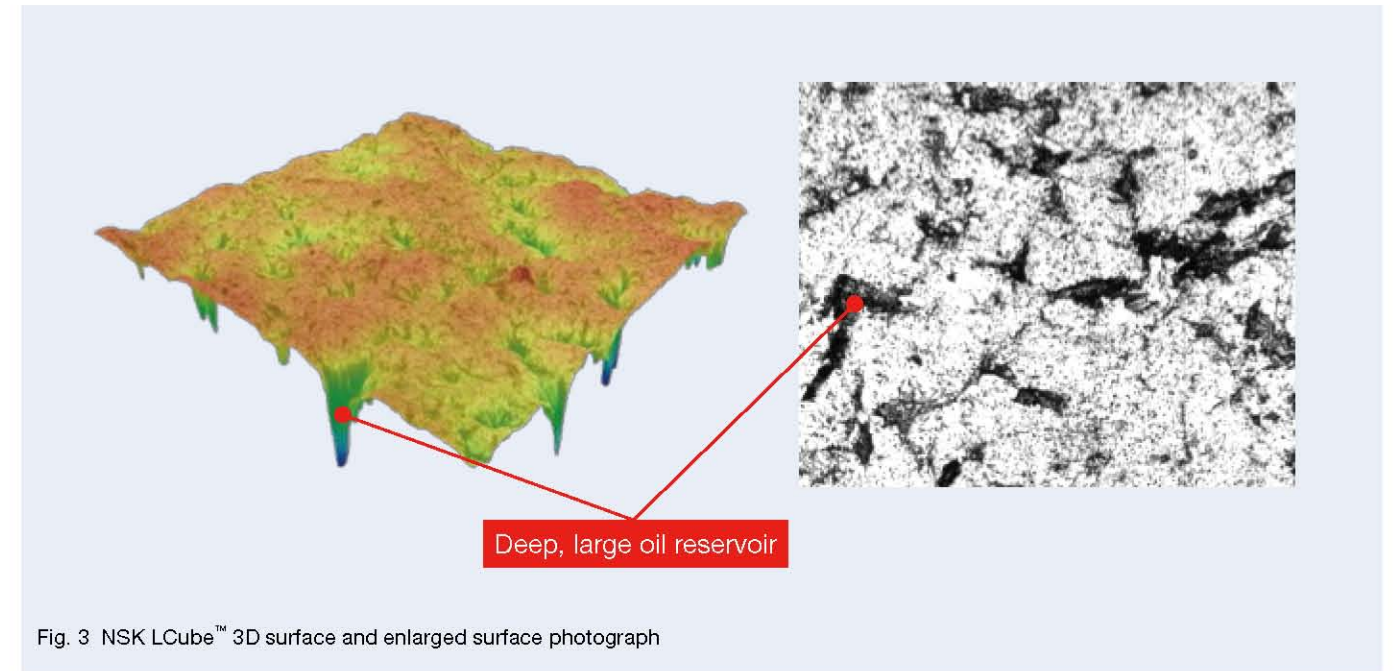 Deep, large oil reservoir
Fig. 3 NSK LCube™ 3D surface and enlarged surface photograph